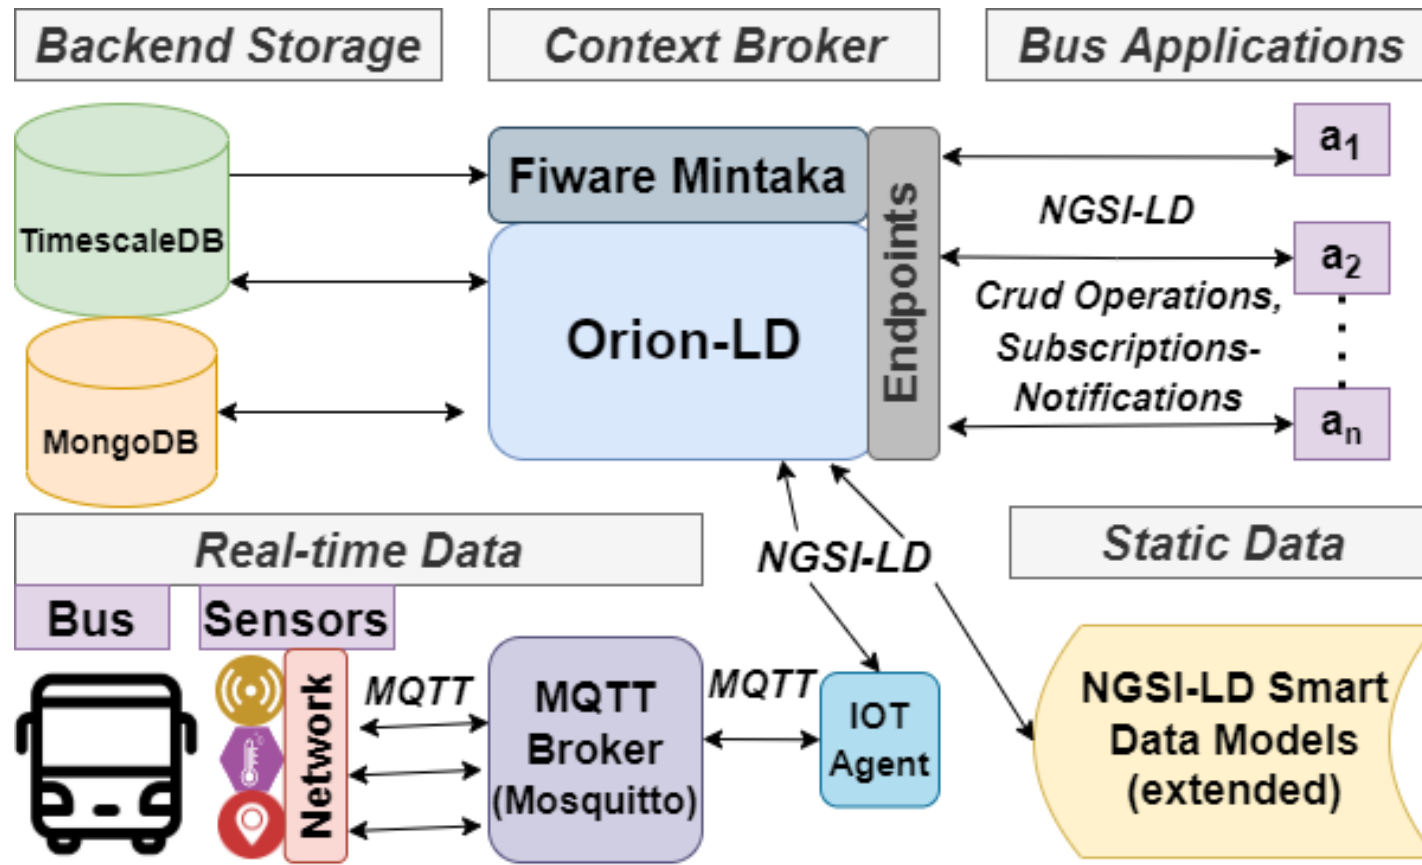 Backend Storage
Context Broker
Bus Applications
TimescaleDB
MongoDB
Fiware Mintaka
Orion-LD
Endpoints
a1
NGSI-LD
a2
Crud Operations,
Subscriptions-
Notifications
an
Real-time Data
Bus
Sensors
Network
MQTT
MQTT
Broker
(Mosquitto)
MQTT
IOT
Agent
NGSI-LD
Static Data
NGSI-LD Smart
Data Models
(extended)